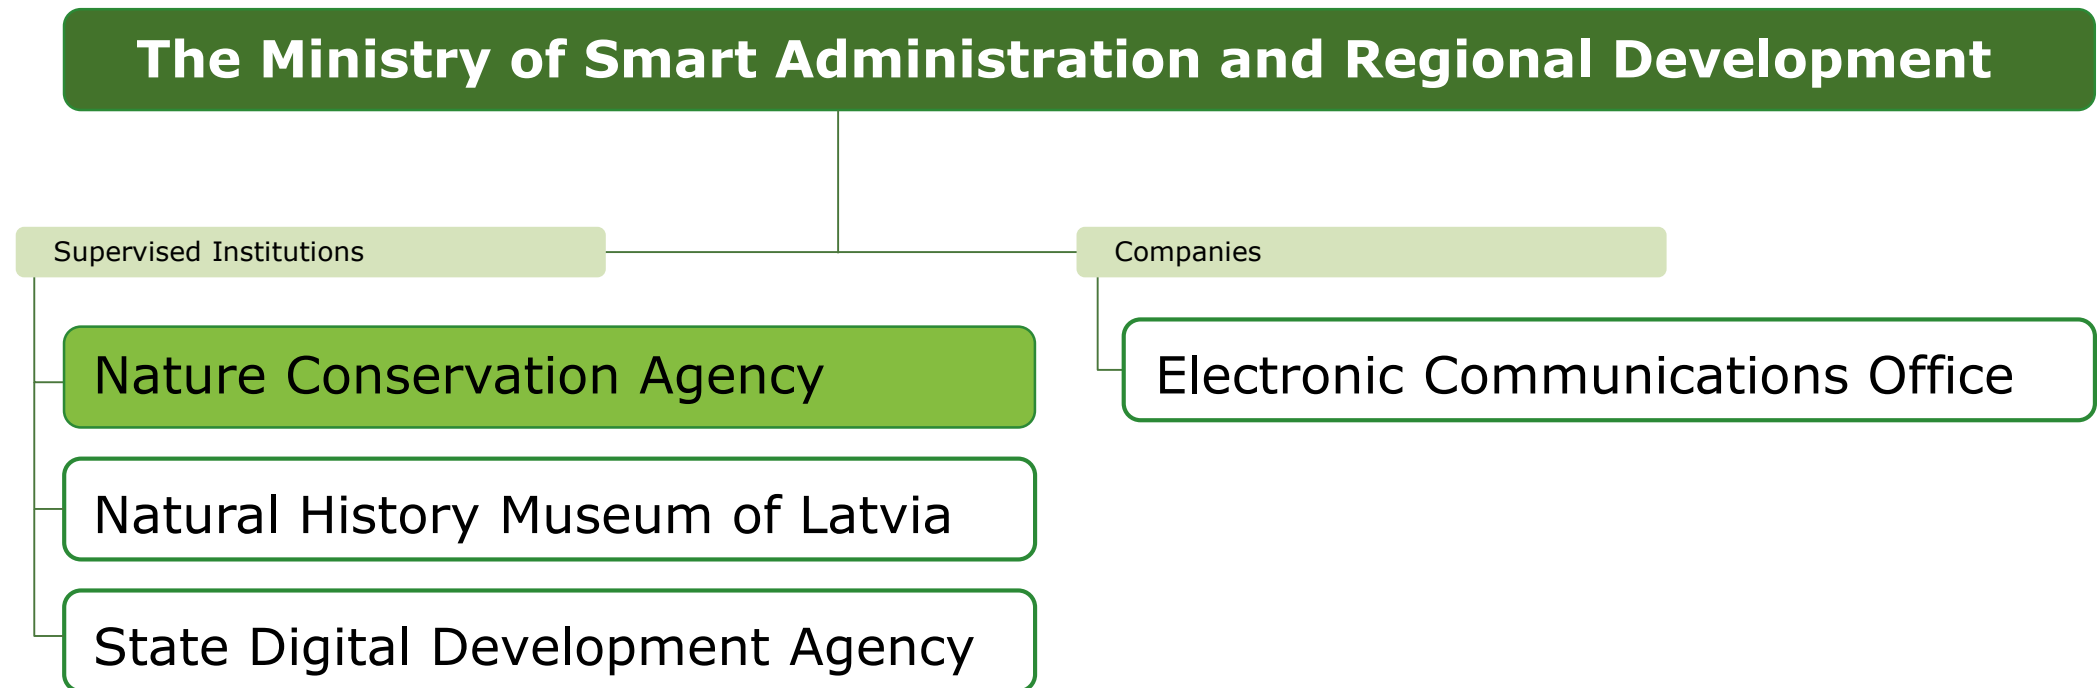 The Ministry of Smart Administration and Regional Development
Supervised Institutions
Nature Conservation Agency
Natural History Museum of Latvia
State Digital Development Agency
Companies
Electronic Communications Office